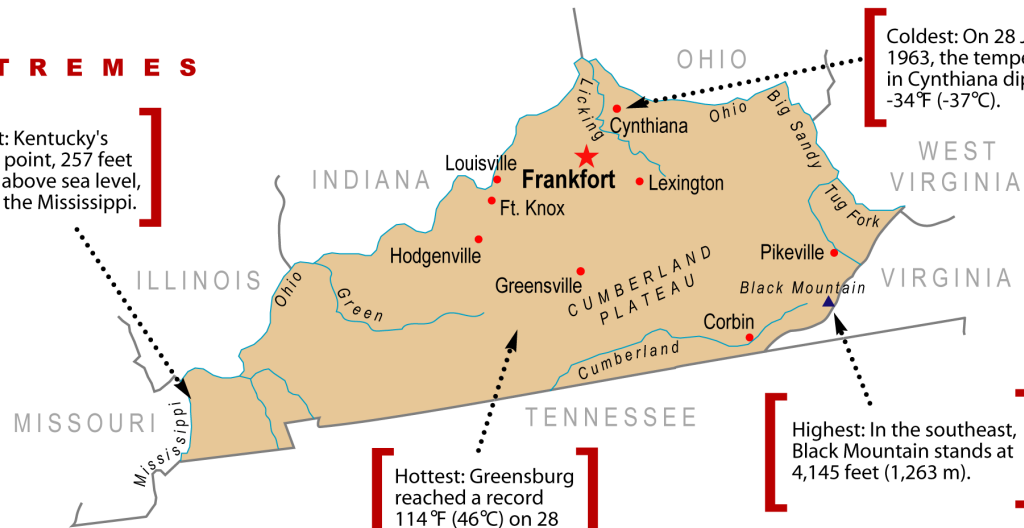 TREMES
t: Kentucky's
point, 257 feet
above sea level,
the Mississippi.
Coldest: On 28 J
1963, the tempe
in Cynthiana dip
-34°F (-37°C).
OHIO
Licking
Ohio
Big Sandy
Cynthiana
WEST
VIRGINIA
Louisville
INDIANA
Frankfort
Lexington
Tug Fork
Ft. Knox
Hodgenville
Pikeville
CUMBERLAND
PLATEAU
ILLINOIS
Ohio
Green
Greensville
VIRGINIA
Black Mountain
Corbin
Cumberland
MISSOURI
Mississippi
TENNESSEE
Highest: In the southeast,
Black Mountain stands at
4,145 feet (1,263 m).
Hottest: Greensburg
reached a record
114°F (46°C) on 28